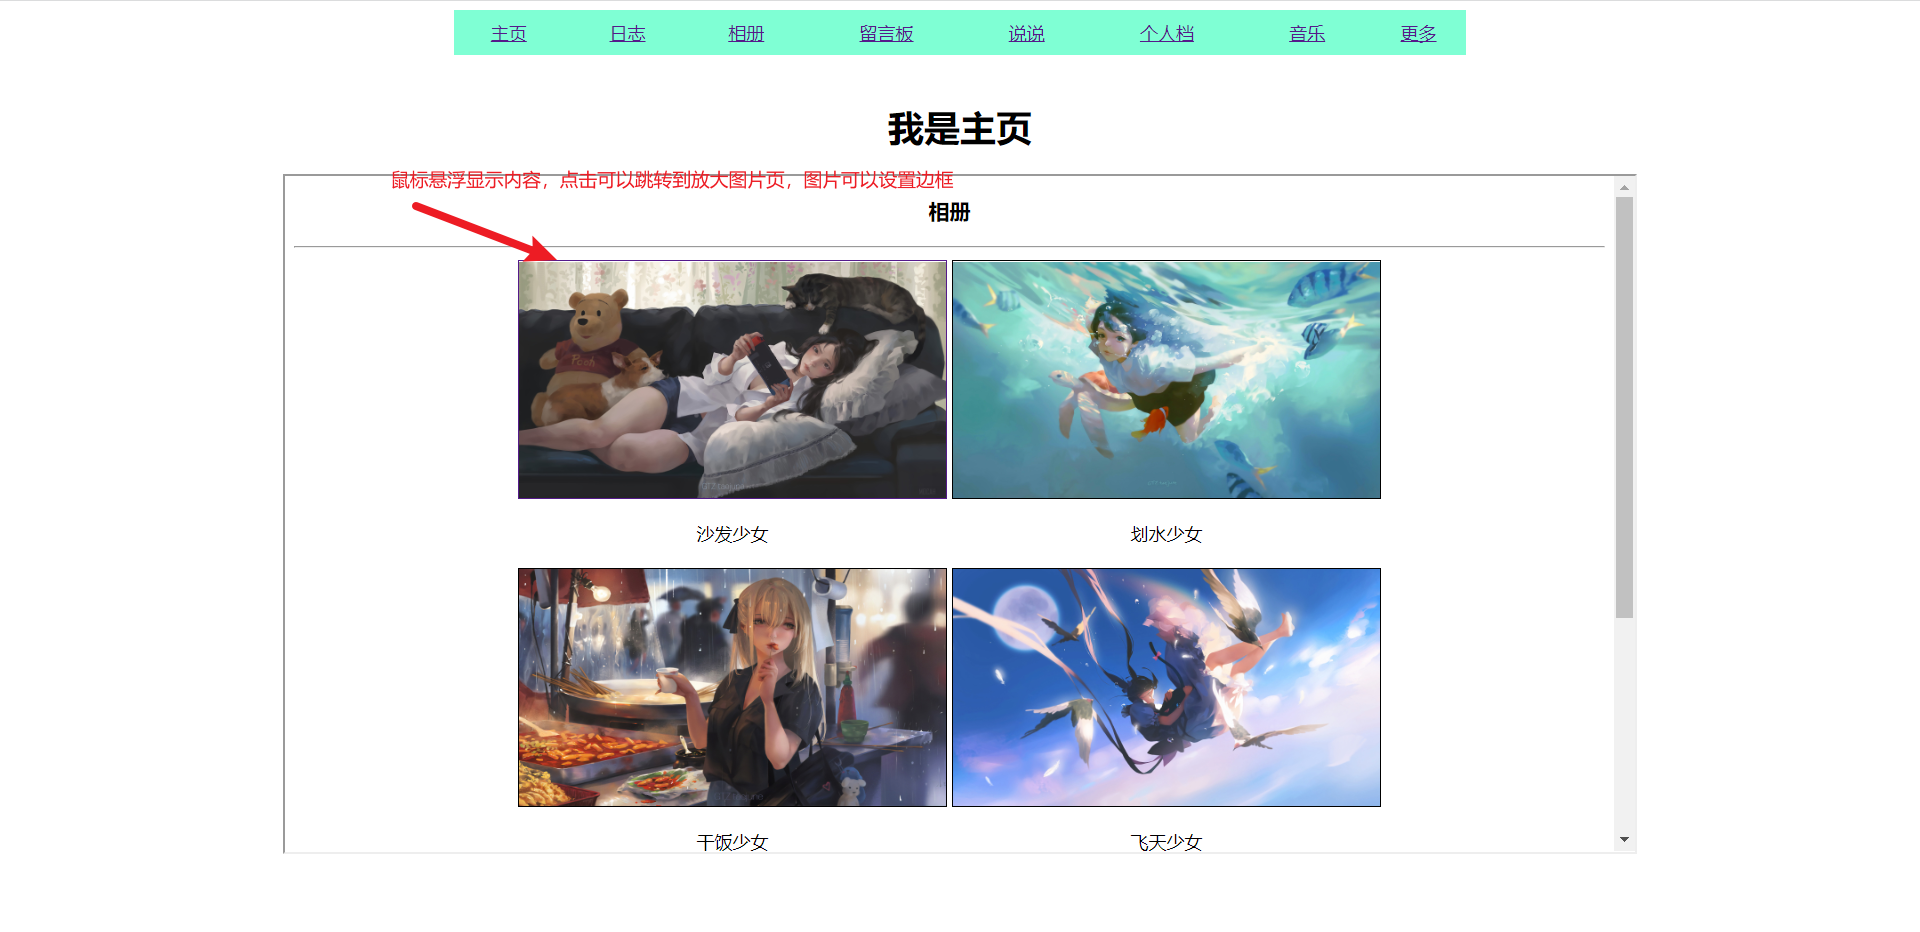 主页 日志 相册 留言板 说说 个人档 音乐 更多
我是主页
鼠标悬浮显示内容，点击可以跳转到放大图片页，图片可以设置边框
相册
Pooh
沙发少女 划水少女
干饭少女 飞天少女